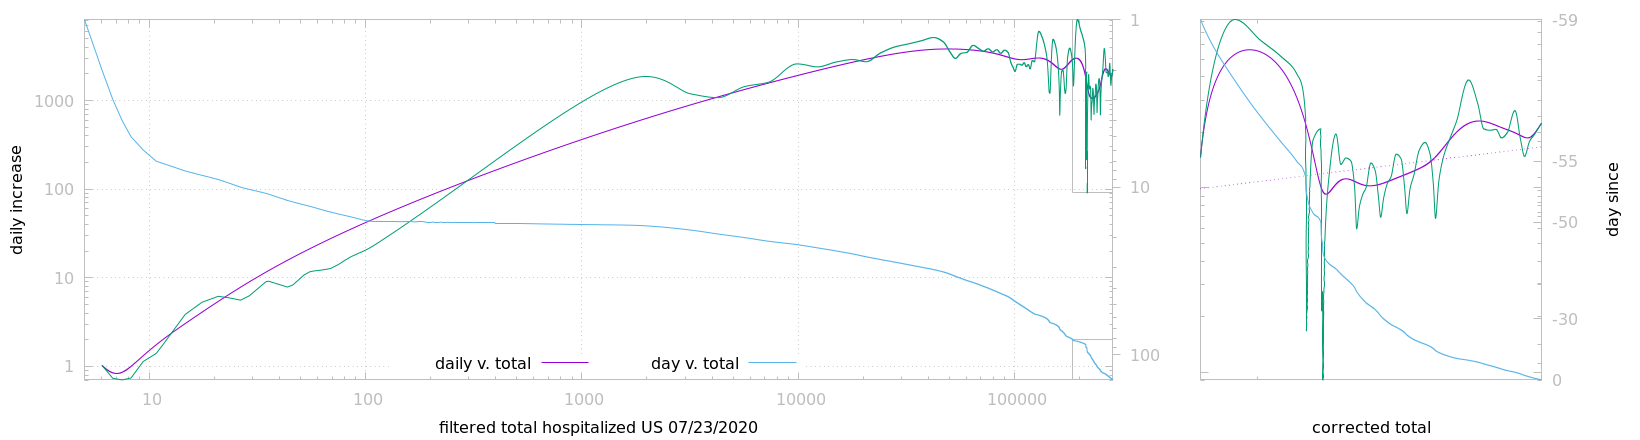 daily increase
1000
100
10
1
10
100
1000
10000
100000
filtered total hospitalized US 07/23/2020
daily v. total
day v. total
1
10
100
-59
-55
-50
-30
0
day since
corrected total